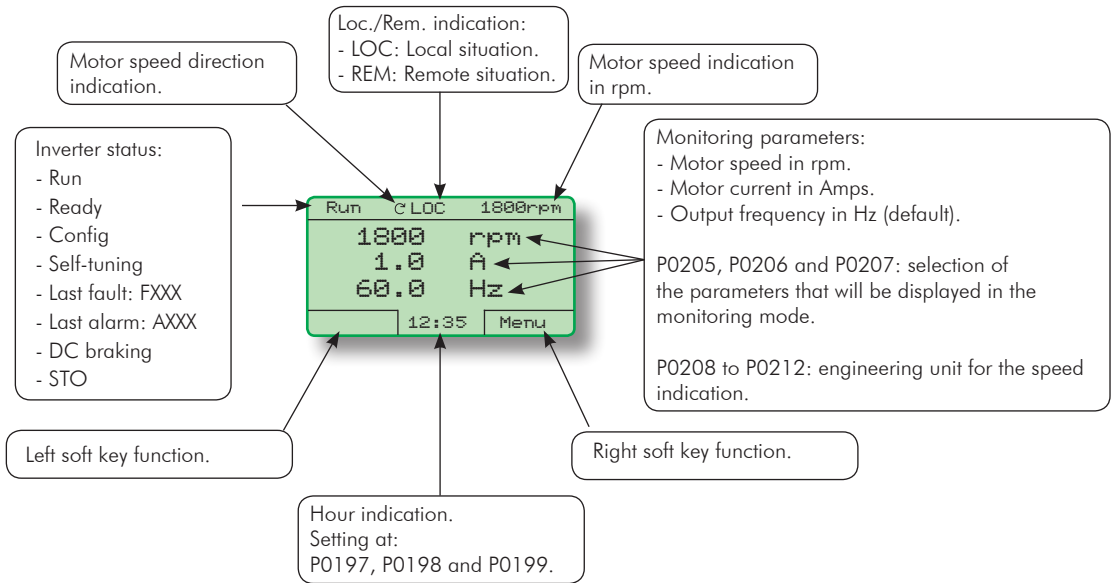 Loc./Rem. indication:
- LOC: Local situation.
- REM: Remote situation.
Motor speed direction
indication.
Motor speed indication
in rpm.
Inverter status:
- Run
- Ready
- Config
- Self-tuning
- Last fault: FXXX
- Last alarm: AXXX
- DC braking
- STO
Run LOC 1800rpm
1800 rpm
1.0 A
60.0 Hz
12:35 Menu
Monitoring parameters:
- Motor speed in rpm.
- Motor current in Amps.
- Output frequency in Hz (default).
P0205, P0206 and P0207: selection of
the parameters that will be displayed in the
monitoring mode.
P0208 to P0212: engineering unit for the speed
indication.
Left soft key function.
Right soft key function.
Hour indication.
Setting at:
P0197, P0198 and P0199.